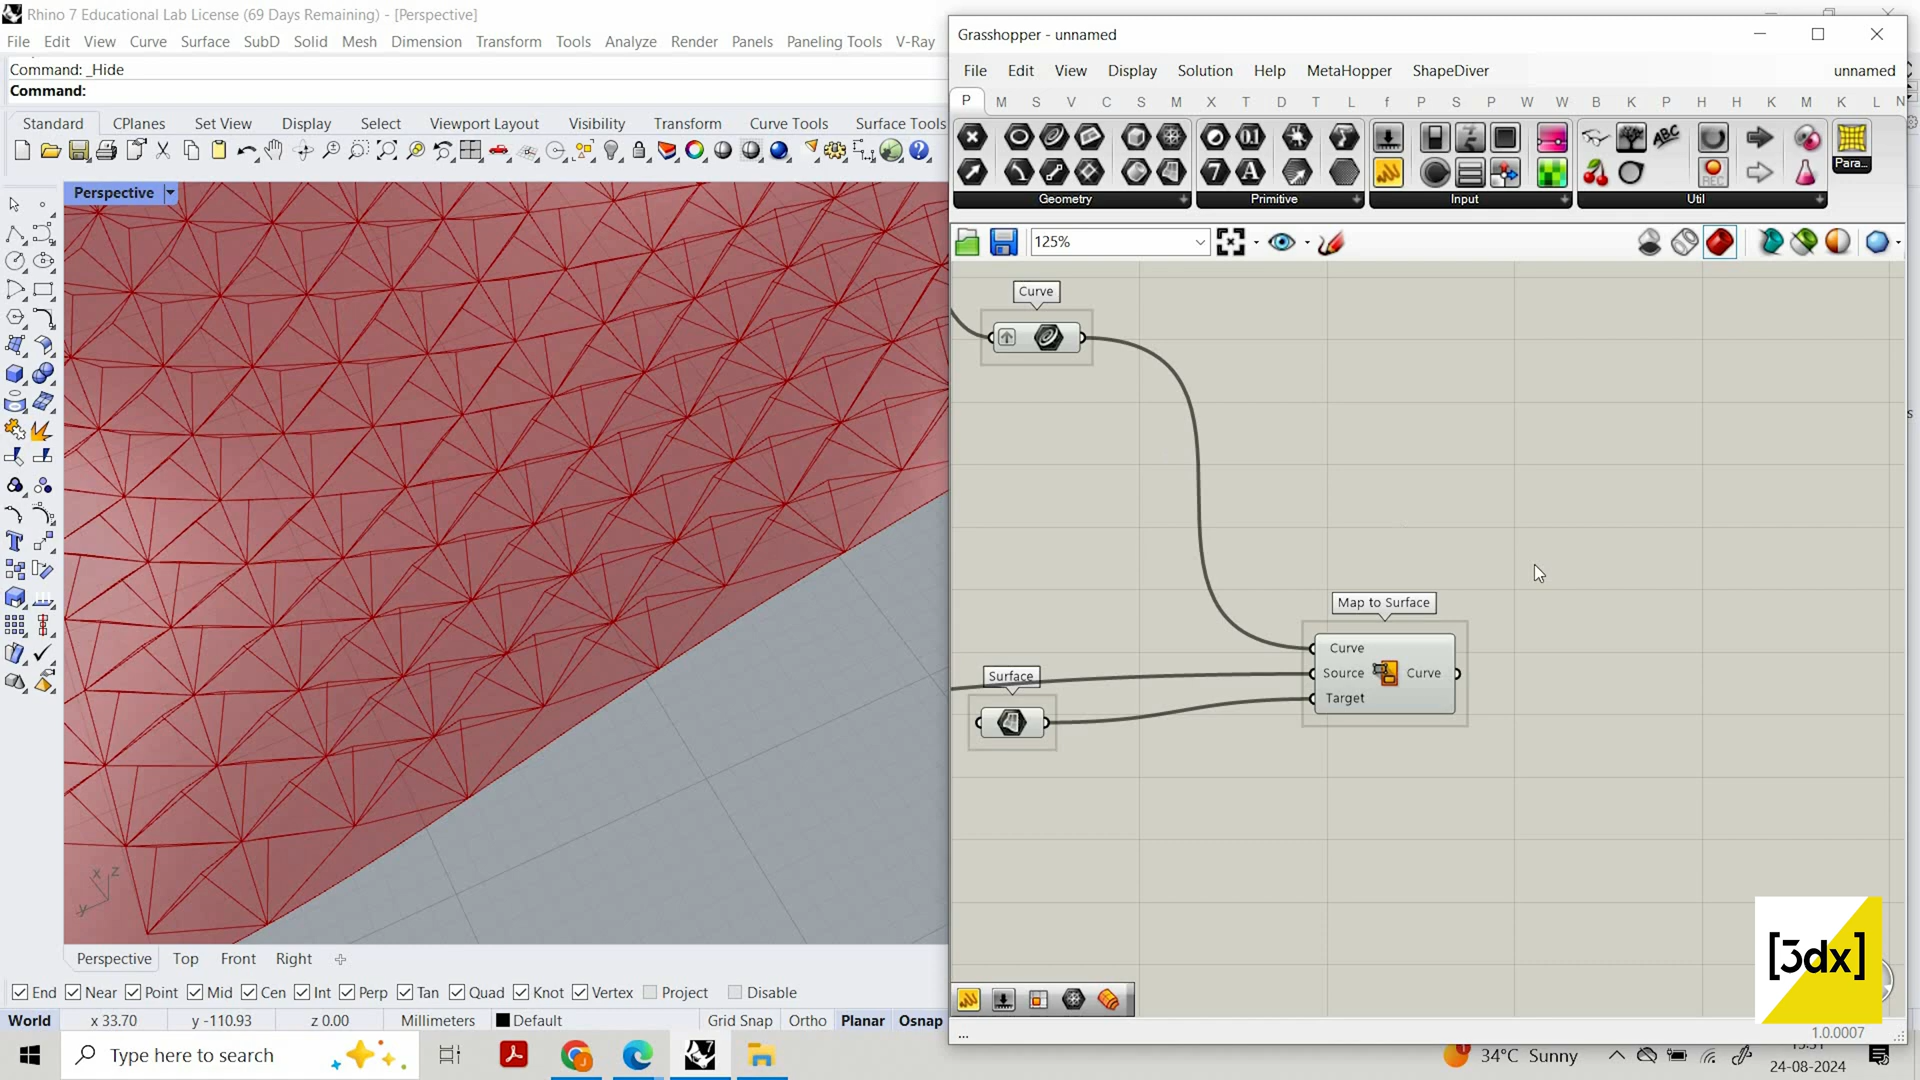 Rhino 7 Educational Lab License (69 Days Remaining) - [Perspective]
File Edit View Curve Surface SubD Solid Mesh Dimension Transform Tools Analyze Render Panels Paneling Tools V-Ray
Command: _Hide
Command:
Standard CPlanes Set View Display Select Viewport Layout Visibility Transform Curve Tools Surface Tools
Perspective
x z
y
Perspective Top Front Right
End Near Point Mid Cen Int Perp Tan Quad Knot Vertex Project Disable
World x 33.70 y -110.93 z 0.00 Millimeters Default Grid Snap Ortho Planar Osnap
Grasshopper - unnamed
File Edit View Display Solution Help MetaHopper ShapeDiver unnamed
P M S V C S M X T D T L f P S P W W B K P H H K M K L N
Para...
Geometry Primitive Input Util
125%
Curve
Map to Surface
Curve
Source Curve
Target
Surface
[3dx]
...
1.0.0007
Type here to search
34°C Sunny
24-08-2024